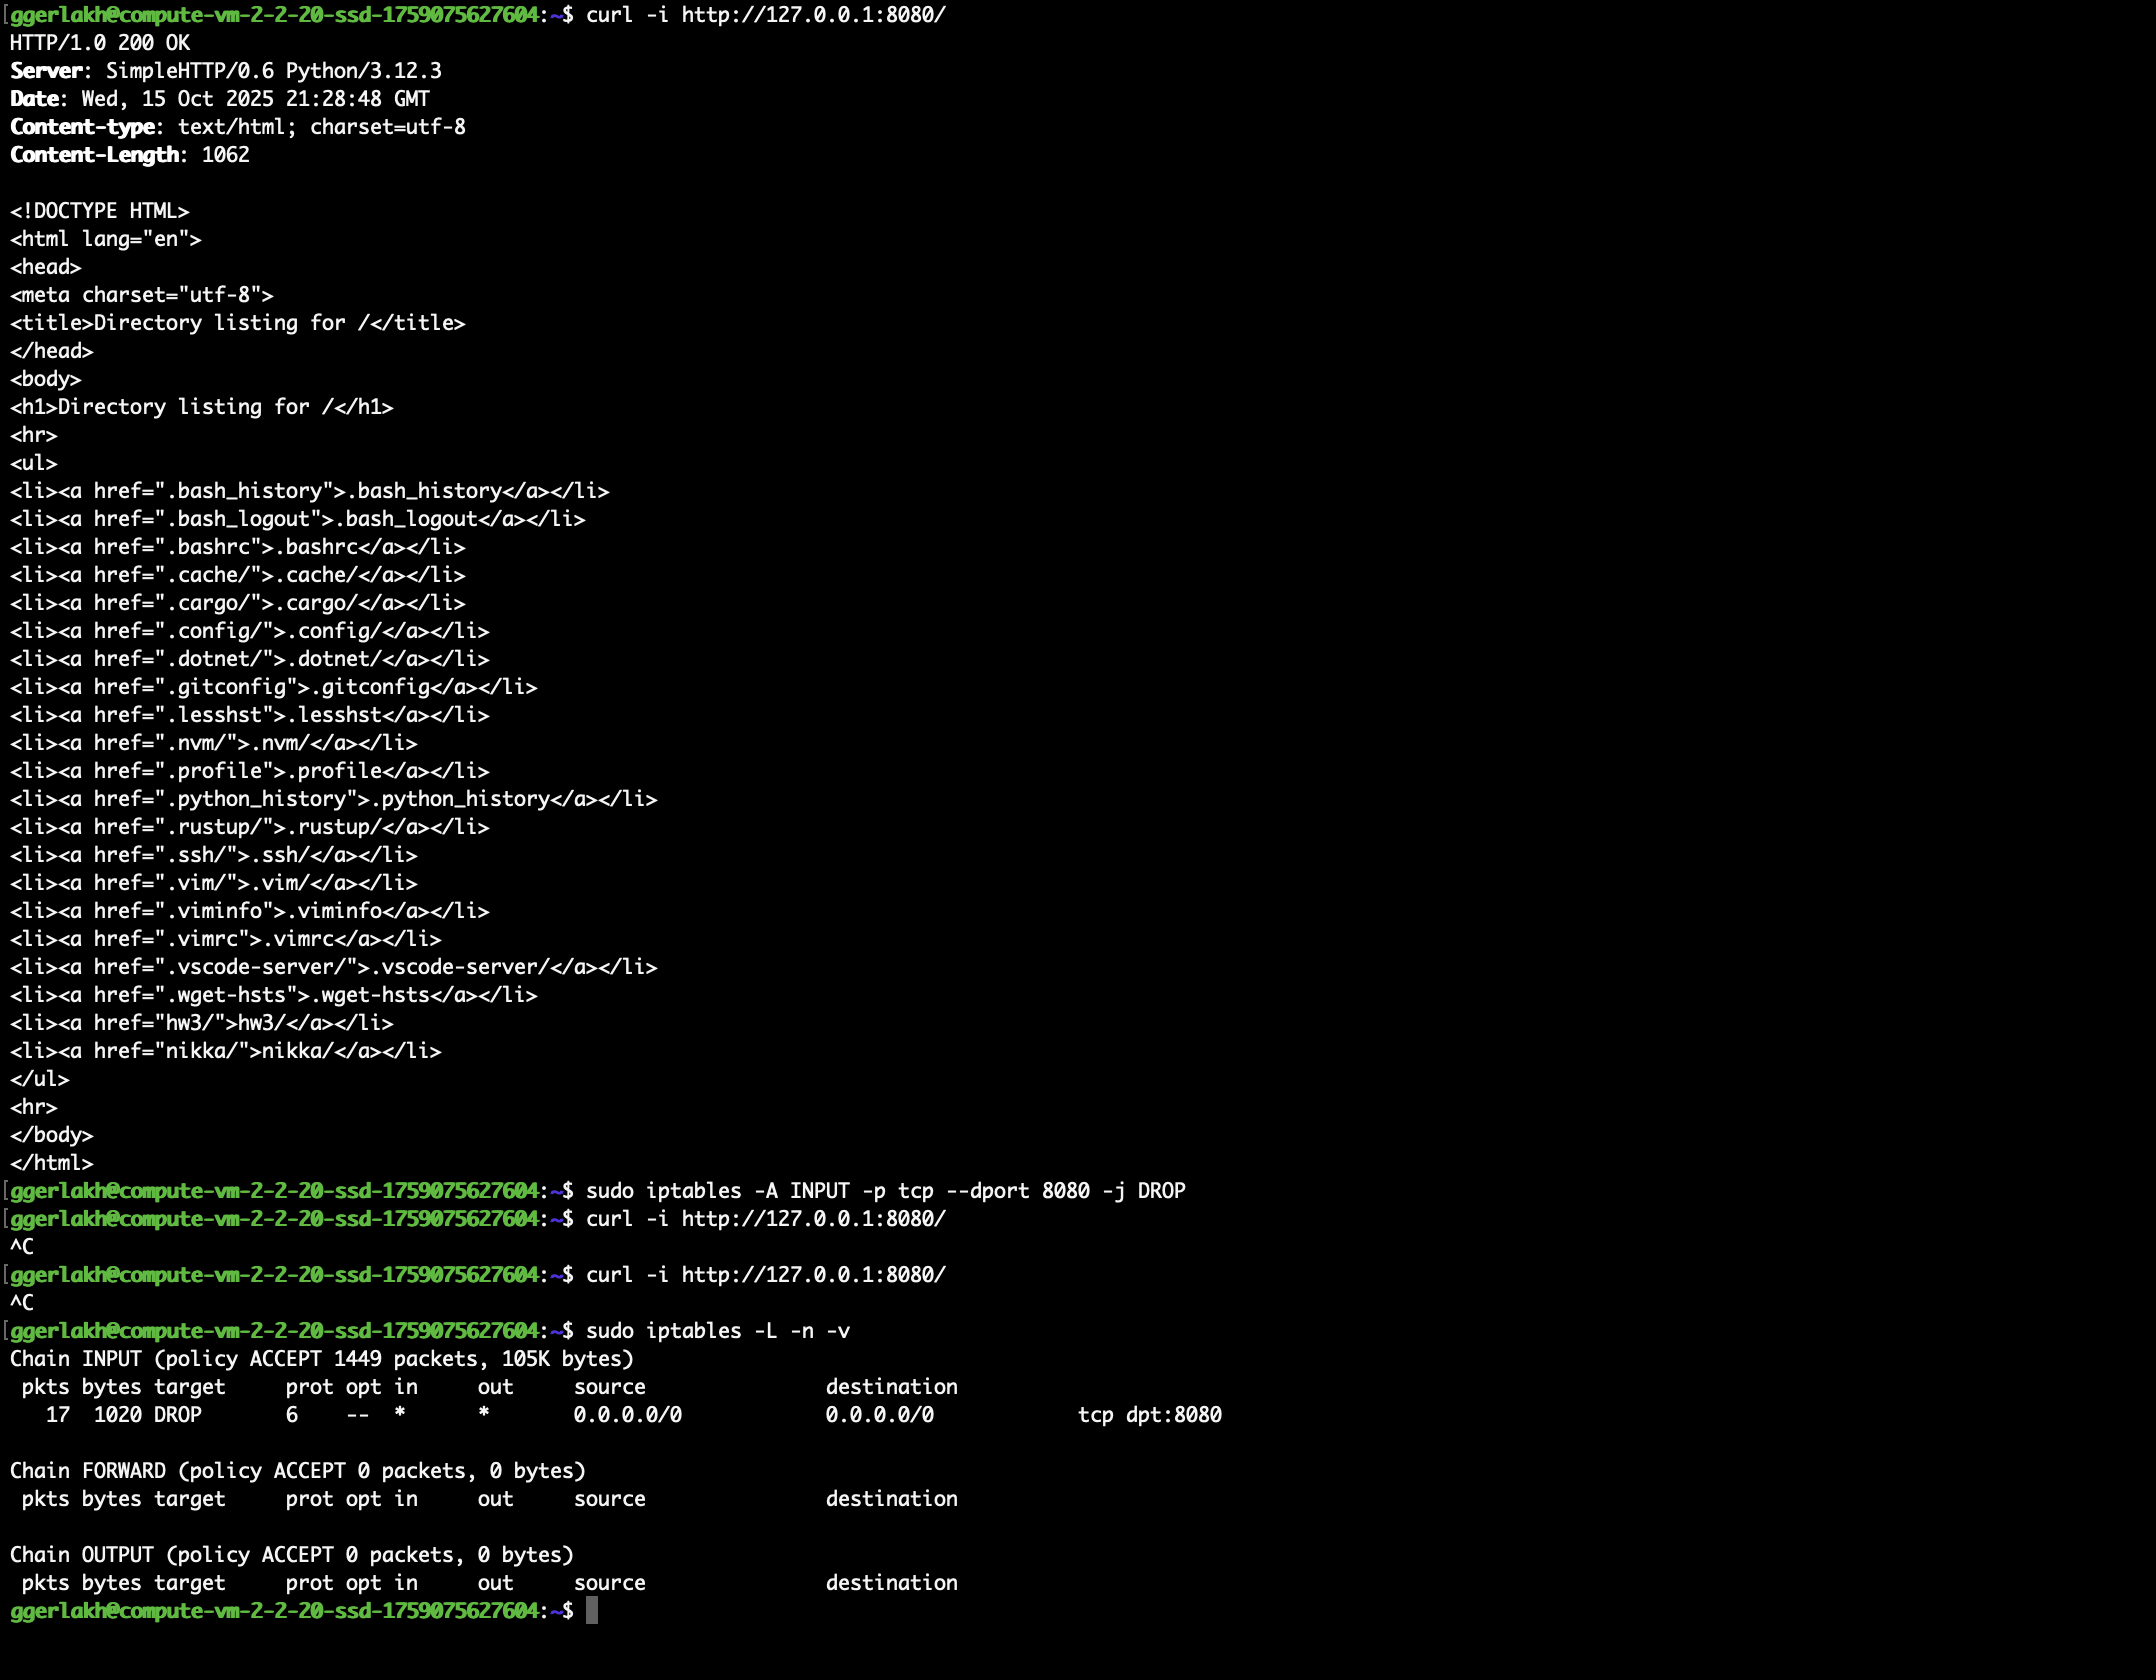 [ggerlakh@compute-vm-2-2-20-ssd-1759075627604:~$ curl -i http://127.0.0.1:8080/
HTTP/1.0 200 OK
Server: SimpleHTTP/0.6 Python/3.12.3
Date: Wed, 15 Oct 2025 21:28:48 GMT
Content-type: text/html; charset=utf-8
Content-Length: 1062
<!DOCTYPE HTML>
<html lang="en">
<head>
<meta charset="utf-8">
<title>Directory listing for /</title>
</head>
<body>
<h1>Directory listing for /</h1>
<hr>
<ul>
<li><a href=".bash_history">.bash_history</a></li>
<li><a href=".bash_logout">.bash_logout</a></li>
<li><a href=".bashrc">.bashrc</a></li>
<li><a href=".cache/">.cache/</a></li>
<li><a href=".cargo/">.cargo/</a></li>
<li><a href=".config/">.config/</a></li>
<li><a href=".dotnet/">.dotnet/</a></li>
<li><a href=".gitconfig">.gitconfig</a></li>
<li><a href=".lesshst">.lesshst</a></li>
<li><a href=".nvm/">.nvm/</a></li>
<li><a href=".profile">.profile</a></li>
<li><a href=".python_history">.python_history</a></li>
<li><a href=".rustup/">.rustup/</a></li>
<li><a href=".ssh/">.ssh/</a></li>
<li><a href=".vim/">.vim/</a></li>
<li><a href=".viminfo">.viminfo</a></li>
<li><a href=".vimrc">.vimrc</a></li>
<li><a href=".vscode-server/">.vscode-server/</a></li>
<li><a href=".wget-hsts">.wget-hsts</a></li>
<li><a href="hw3/">hw3/</a></li>
<li><a href="nikka/">nikka/</a></li>
</ul>
<hr>
</body>
</html>
[ggerlakh@compute-vm-2-2-20-ssd-1759075627604:~$ sudo iptables -A INPUT -p tcp --dport 8080 -j DROP
[ggerlakh@compute-vm-2-2-20-ssd-1759075627604:~$ curl -i http://127.0.0.1:8080/
^C
[ggerlakh@compute-vm-2-2-20-ssd-1759075627604:~$ curl -i http://127.0.0.1:8080/
^C
[ggerlakh@compute-vm-2-2-20-ssd-1759075627604:~$ sudo iptables -L -n -v
Chain INPUT (policy ACCEPT 1449 packets, 105K bytes)
 pkts bytes target     prot opt in     out     source               destination
   17  1020 DROP       6    --  *      *       0.0.0.0/0            0.0.0.0/0            tcp dpt:8080
Chain FORWARD (policy ACCEPT 0 packets, 0 bytes)
 pkts bytes target     prot opt in     out     source               destination
Chain OUTPUT (policy ACCEPT 0 packets, 0 bytes)
 pkts bytes target     prot opt in     out     source               destination
ggerlakh@compute-vm-2-2-20-ssd-1759075627604:~$